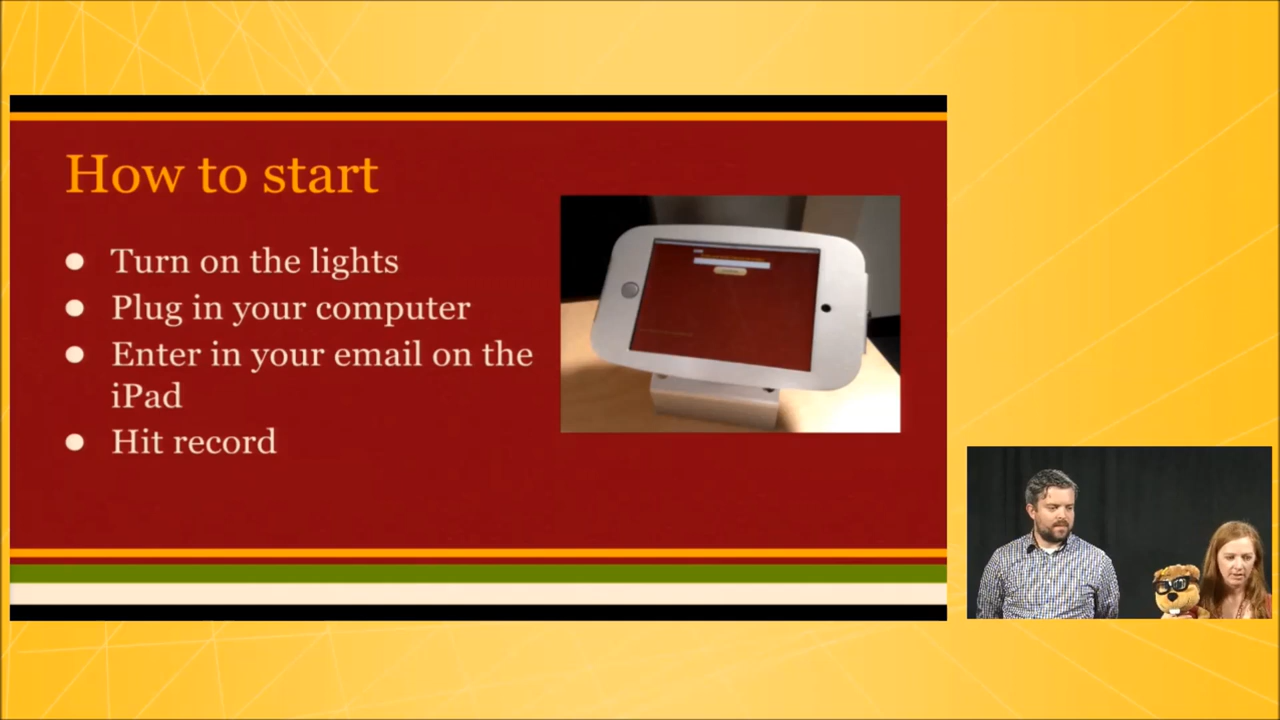 How to start
● Turn on the lights
● Plug in your computer
● Enter in your email on the
iPad
● Hit record